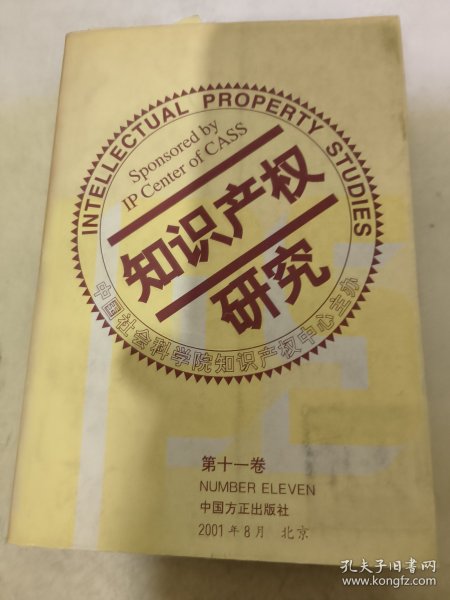 INTELLECTUAL PROPERTY STUDIES
Sponsored by
IP Center of CASS
知识产权
研究
中国社会科学院知识产权中心主办
第十一卷
NUMBER ELEVEN
中国方正出版社
2001年8月 北京
孔夫子旧书网
www.kongfz.com